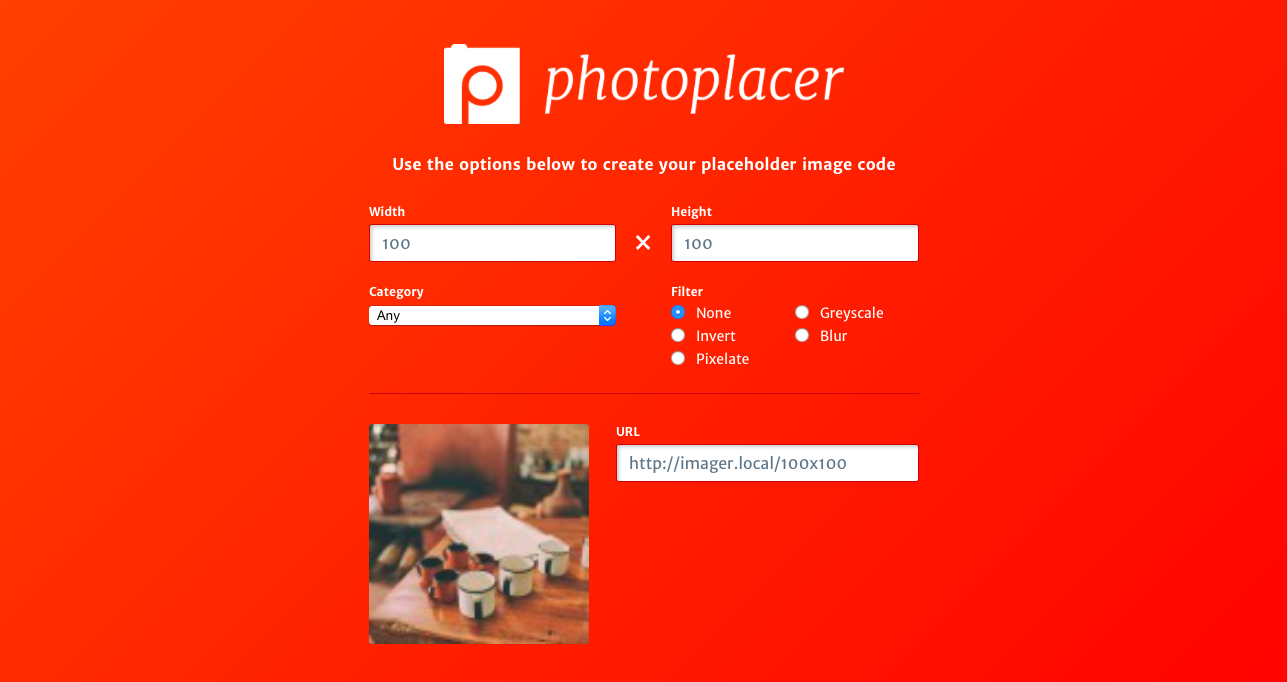 photoplacer
Use the options below to create your placeholder image code
Width
Height
100
×
100
Category
Filter
Any
None
Greyscale
Invert
Blur
Pixelate
URL
http://imager.local/100x100